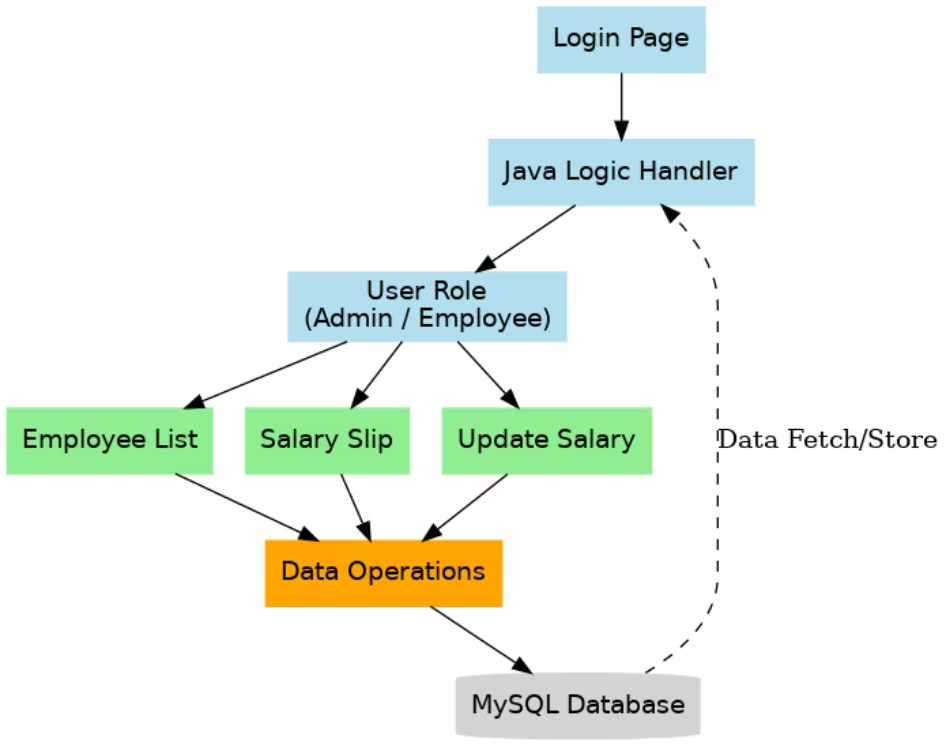 Login Page
Java Logic Handler
User Role
(Admin / Employee)
Employee List
Salary Slip
Update Salary
Data Fetch/Store
Data Operations
MySQL Database